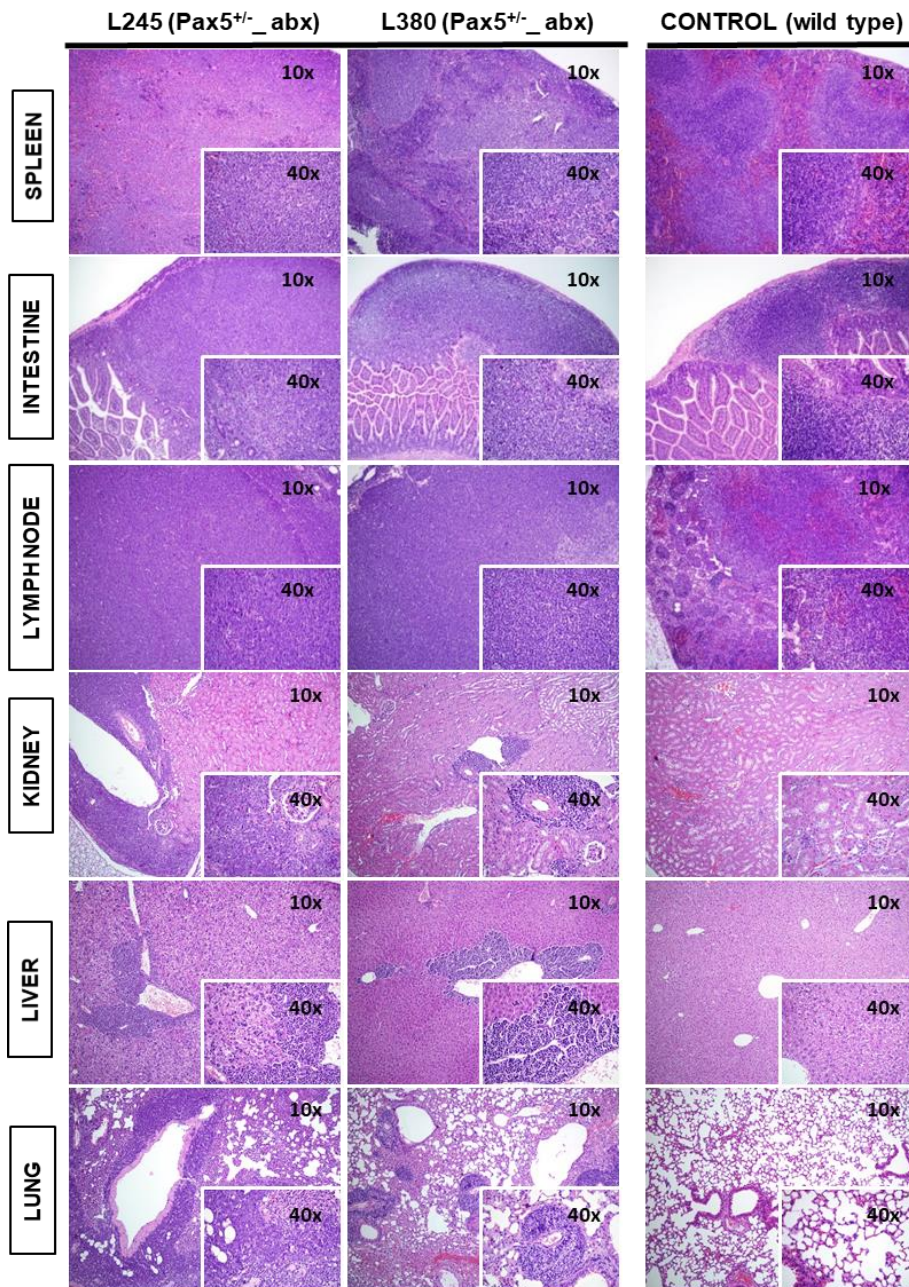 L245 (Pax5+/-_ abx) L380 (Pax5+/-_ abx) CONTROL (wild type)
SPLEEN
10x 10x 10x
40x 40x 40x
INTESTINE
10x 10x 10x
40x 40x 40x
LYMPH NODE
10x 10x 10x
40x 40x 40x
KIDNEY
10x 10x 10x
40x 40x 40x
LIVER
10x 10x 10x
40x 40x 40x
LUNG
10x 10x 10x
40x 40x 40x